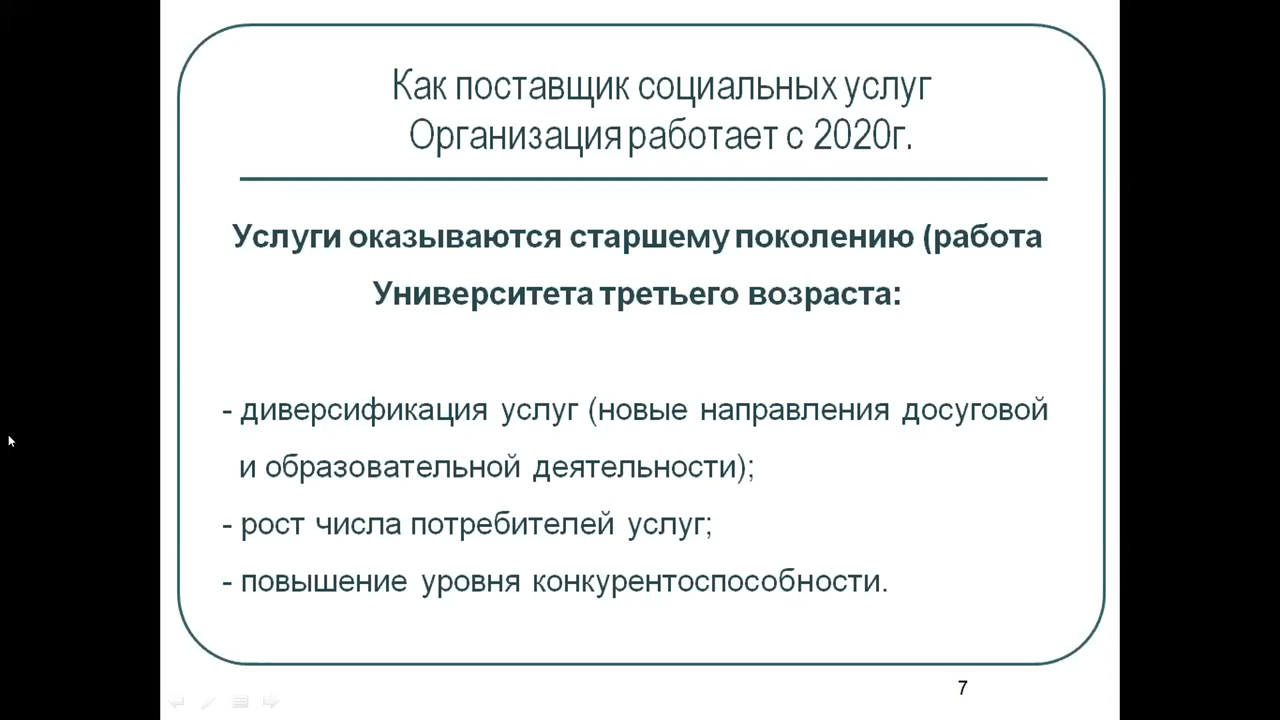 Как поставщик социальных услуг
Организация работает с 2020г.
Услуги оказываются старшему поколению (работа
Университета третьего возраста:
- диверсификация услуг (новые направления досуговой
и образовательной деятельности);
- рост числа потребителей услуг;
- повышение уровня конкурентоспособности.
7